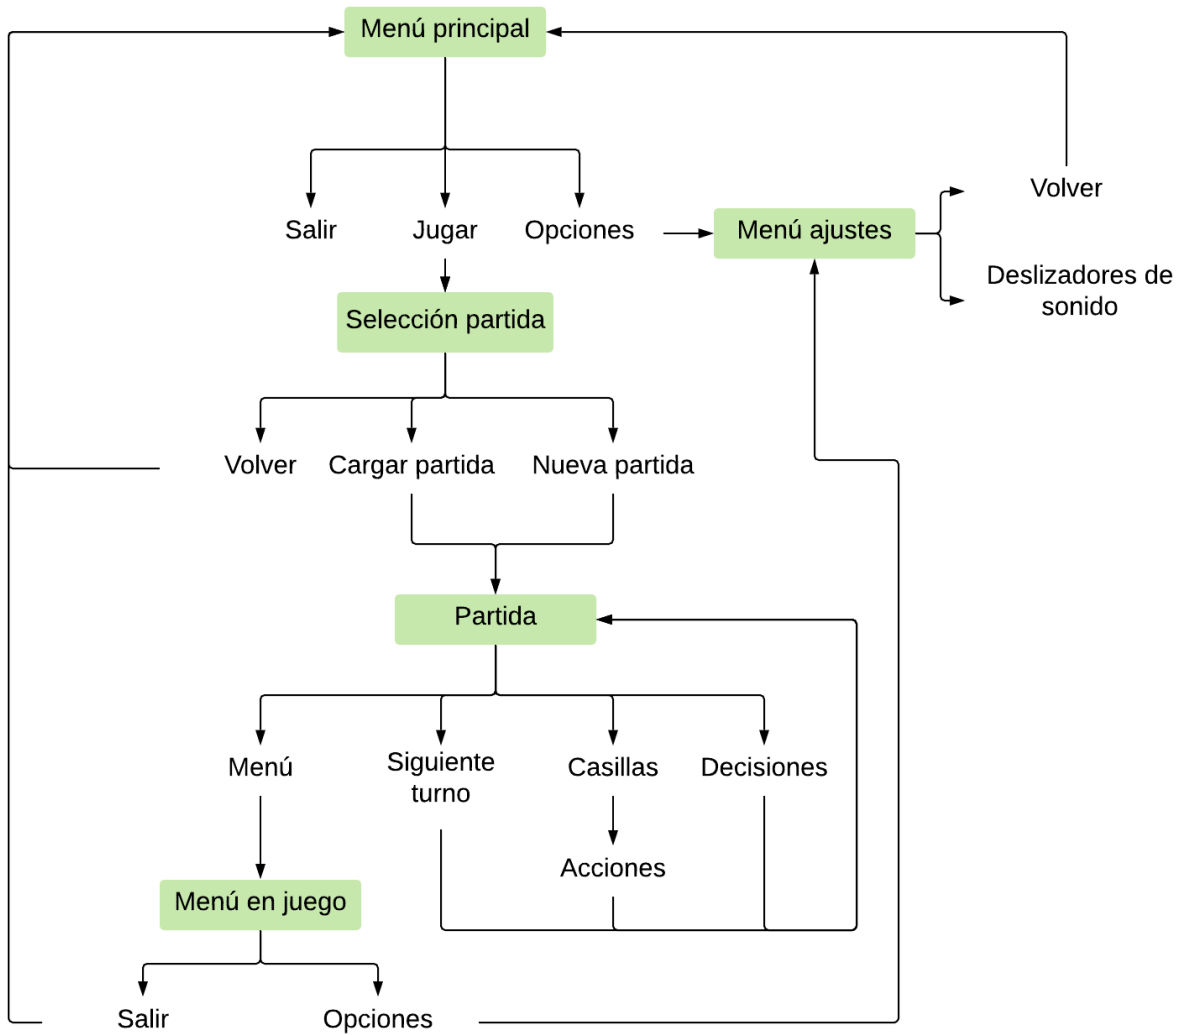 Menú principal
Volver
Salir
Jugar
Opciones
Menú ajustes
Deslizadores de
sonido
Selección partida
Volver
Cargar partida
Nueva partida
Partida
Menú
Siguiente
turno
Casillas
Decisiones
Acciones
Menú en juego
Salir
Opciones